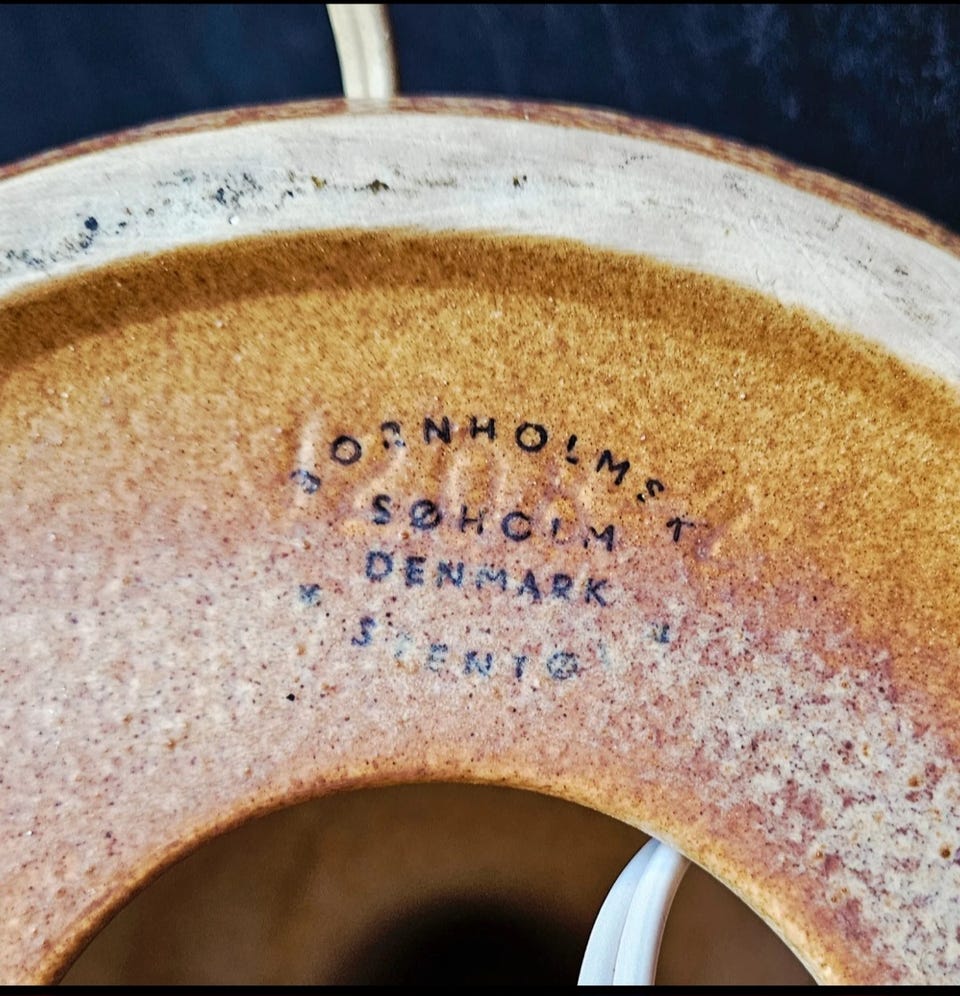 BORNHOLMSK
SØHOLM
DENMARK
* STENTØJ *